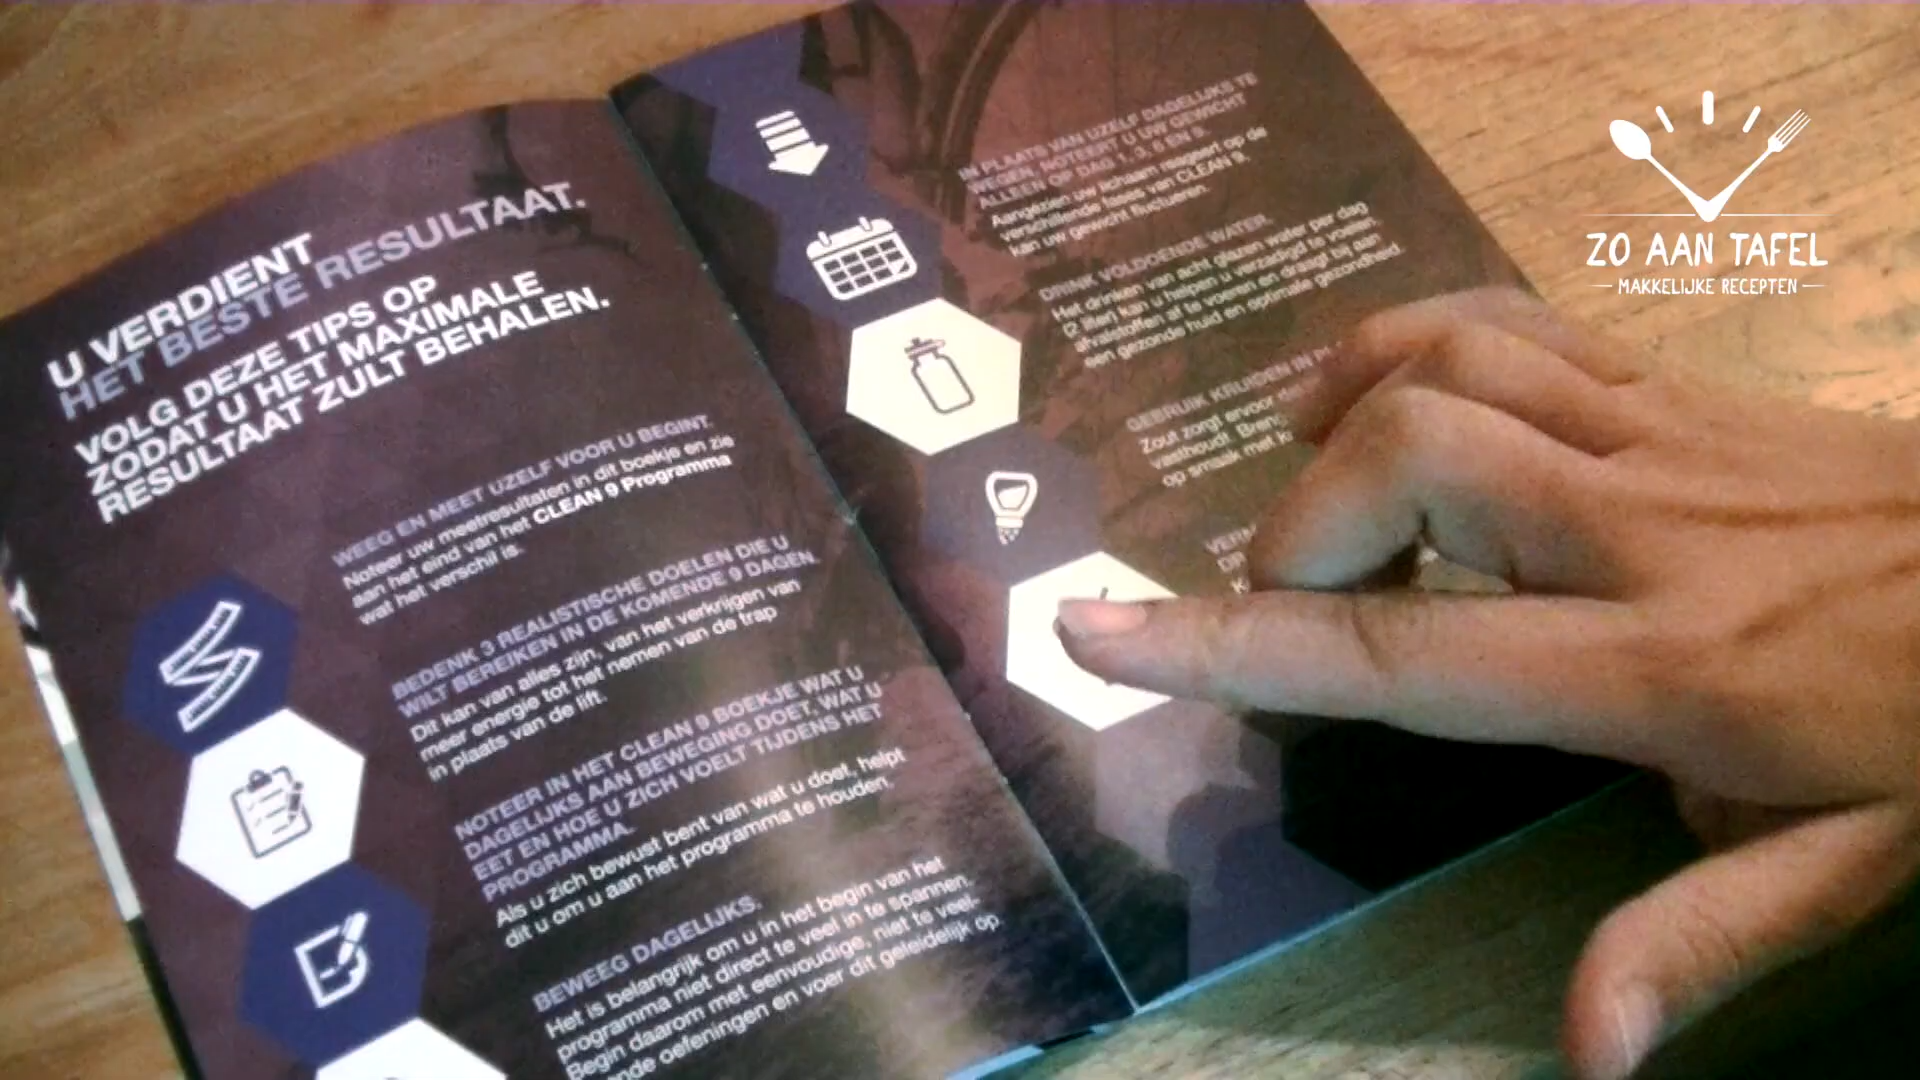 U VERDIENT
HET BESTE RESULTAAT.
VOLG DEZE TIPS OP
ZODAT U HET MAXIMALE
RESULTAAT ZULT BEHALEN.
WEEG EN MEET UZELF VOOR U BEGINT.
Noteer uw meetresultaten in dit boekje en zie
aan het eind van het CLEAN 9 Programma
wat het verschil is.
BEDENK 3 REALISTISCHE DOELEN DIE U
WILT BEREIKEN IN DE KOMENDE 9 DAGEN.
Dit kan van alles zijn, van het verkrijgen van
meer energie tot het nemen van de trap
in plaats van de lift.
NOTEER IN HET CLEAN 9 BOEKJE WAT U
DAGELIJKS AAN BEWEGING DOET, WAT U
EET EN HOE U ZICH VOELT TIJDENS HET
PROGRAMMA.
Als u zich bewust bent van wat u doet, helpt
dit u om u aan het programma te houden.
BEWEEG DAGELIJKS.
Het is belangrijk om u in het begin van het
programma niet direct te veel in te spannen.
Begin daarom met eenvoudige, niet te veel-
nde oefeningen en voer dit geleidelijk op
IN PLAATS VAN UZELF DAGELIJKS TE
WEGEN, NOTEERT U UW GEWICHT
ALLEEN OP DAG 1, 3, 6 EN 9.
Aangezien uw lichaam reageert op de
verschillende fases van CLEAN 9,
kan uw gewicht fluctueren.
DRINK VOLDOENDE WATER.
Het drinken van acht glazen water per dag
(2 liter) kan u helpen u verzadigd te voelen,
afvalstoffen af te voeren en draagt bij aan
een gezonde huid en optimale gezondheid.
GEBRUIK KRUIDEN IN
Zout zorgt ervoor
vasthoudt. Breng
op smaak met
ZO AAN TAFEL
MAKKELIJKE RECEPTEN